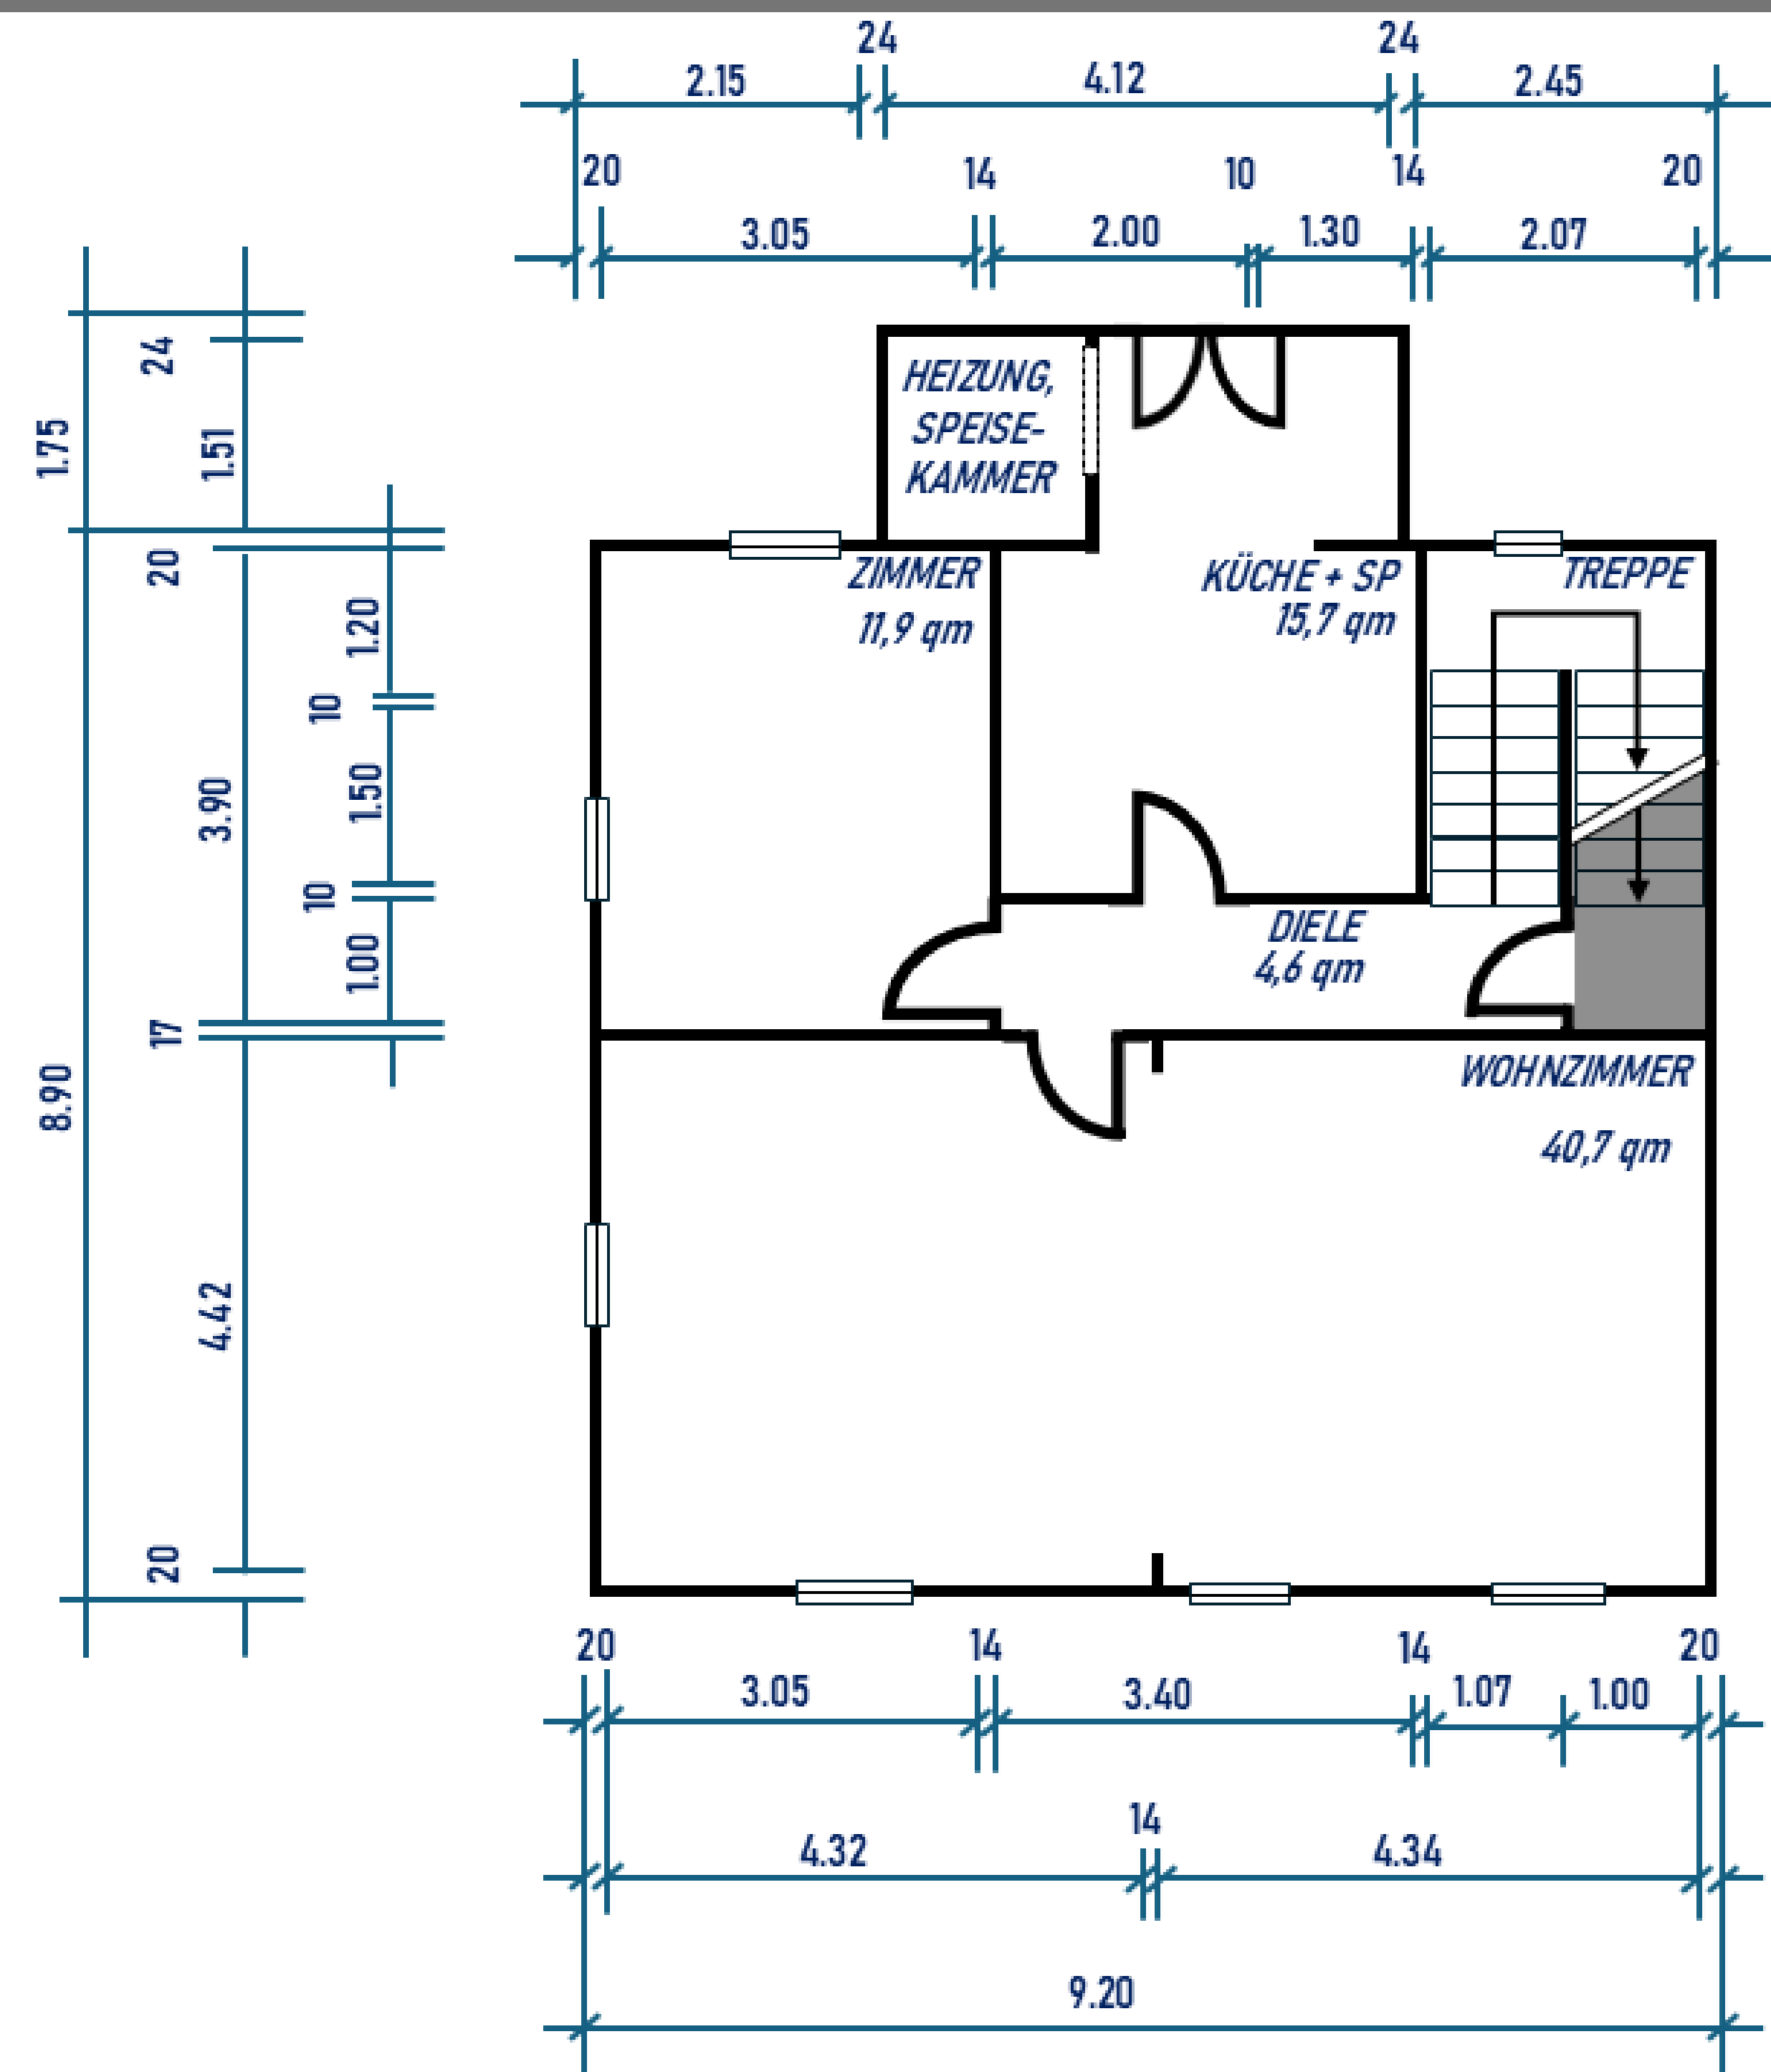 24 24
2.15 4.12 2.45
20 14 10 14 20
3.05 2.00 1.30 2.07
24
1.75
1.51
20
1.20
10
3.90
1.50
10
1.00
17
8.90
4.42
20
HEIZUNG,
SPEISE-
KAMMER
ZIMMER
11,9 qm
KÜCHE + SP
15,7 qm
TREPPE
DIELE
4,6 qm
WOHNZIMMER
40,7 qm
20 14 14 20
3.05 3.40 1.07 1.00
14
4.32 4.34
9.20